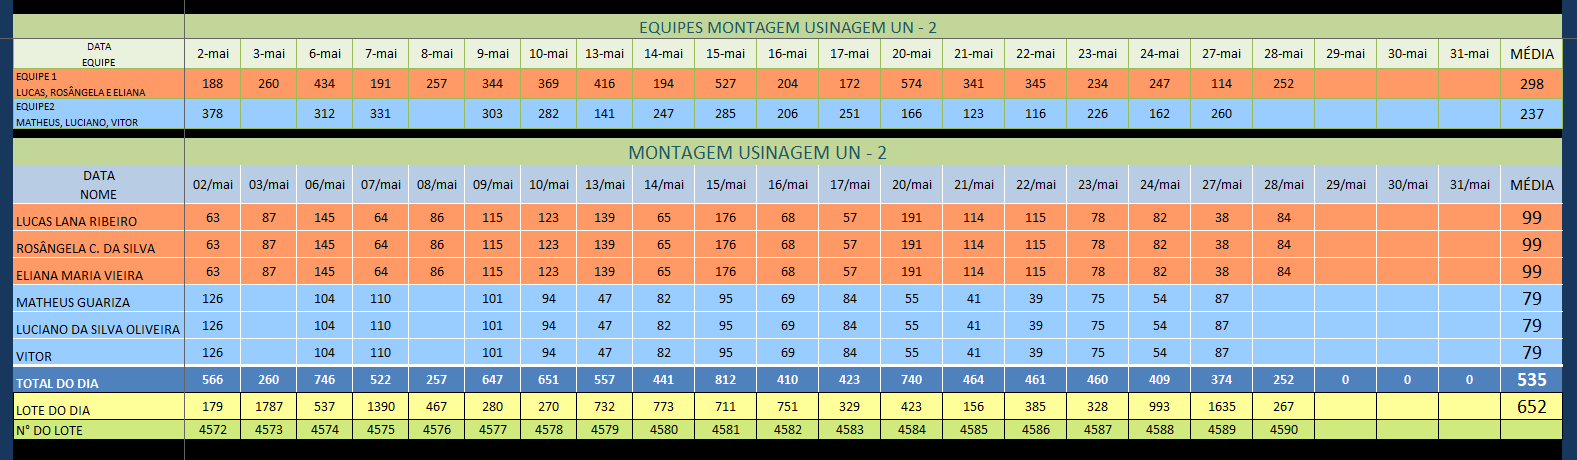 EQUIPES MONTAGEM USINAGEM UN - 2
DATA
EQUIPE 2-mai 3-mai 6-mai 7-mai 8-mai 9-mai 10-mai 13-mai 14-mai 15-mai 16-mai 17-mai 20-mai 21-mai 22-mai 23-mai 24-mai 27-mai 28-mai 29-mai 30-mai 31-mai MÉDIA
EQUIPE 1
LUCAS, ROSÂNGELA E ELIANA 188 260 434 191 257 344 369 416 194 527 204 172 574 341 345 234 247 114 252 298
EQUIPE2
MATHEUS, LUCIANO, VITOR 378 312 331 303 282 141 247 285 206 251 166 123 116 226 162 260 237
MONTAGEM USINAGEM UN - 2
DATA
NOME 02/mai 03/mai 06/mai 07/mai 08/mai 09/mai 10/mai 13/mai 14/mai 15/mai 16/mai 17/mai 20/mai 21/mai 22/mai 23/mai 24/mai 27/mai 28/mai 29/mai 30/mai 31/mai MÉDIA
LUCAS LANA RIBEIRO 63 87 145 64 86 115 123 139 65 176 68 57 191 114 115 78 82 38 84 99
ROSÂNGELA C. DA SILVA 63 87 145 64 86 115 123 139 65 176 68 57 191 114 115 78 82 38 84 99
ELIANA MARIA VIEIRA 63 87 145 64 86 115 123 139 65 176 68 57 191 114 115 78 82 38 84 99
MATHEUS GUARIZA 126 104 110 101 94 47 82 95 69 84 55 41 39 75 54 87 79
LUCIANO DA SILVA OLIVEIRA 126 104 110 101 94 47 82 95 69 84 55 41 39 75 54 87 79
VITOR 126 104 110 101 94 47 82 95 69 84 55 41 39 75 54 87 79
TOTAL DO DIA 566 260 746 522 257 647 651 557 441 812 410 423 740 464 461 460 409 374 252 0 0 0 535
LOTE DO DIA 179 1787 537 1390 467 280 270 732 773 711 751 329 423 156 385 328 993 1635 267 652
N° DO LOTE 4572 4573 4574 4575 4576 4577 4578 4579 4580 4581 4582 4583 4584 4585 4586 4587 4588 4589 4590